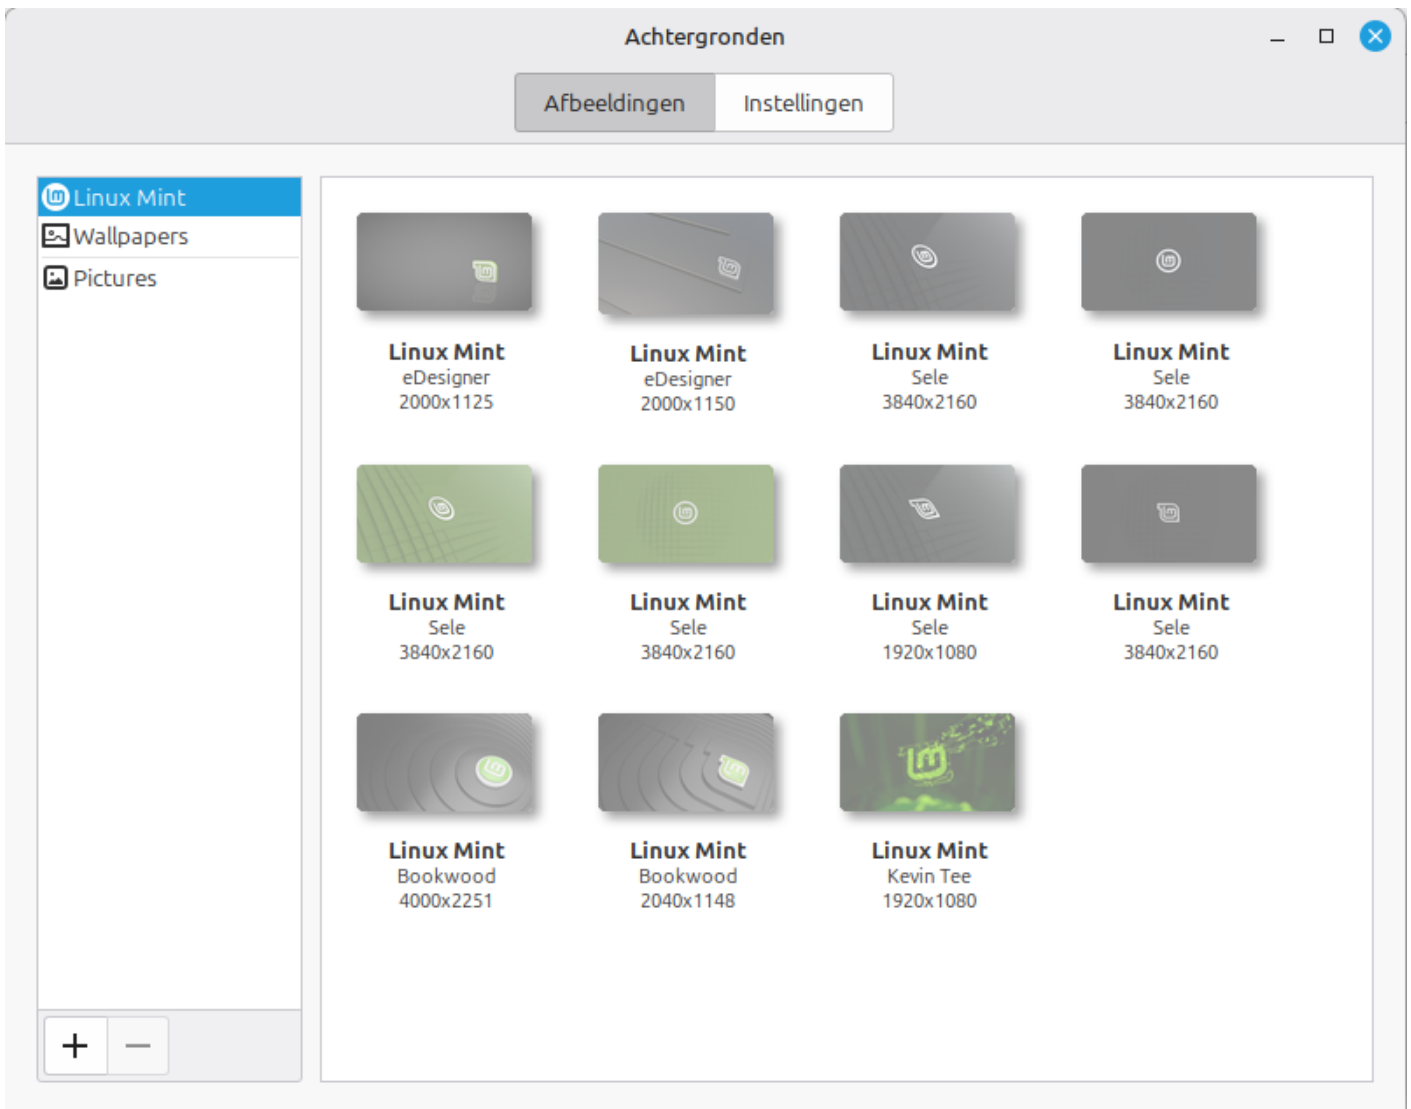 Achtergronden
Afbeeldingen Instellingen
Linux Mint
Wallpapers
Pictures
Linux Mint
eDesigner
2000x1125
Linux Mint
eDesigner
2000x1150
Linux Mint
Sele
3840x2160
Linux Mint
Sele
3840x2160
Linux Mint
Sele
3840x2160
Linux Mint
Sele
3840x2160
Linux Mint
Sele
1920x1080
Linux Mint
Sele
3840x2160
Linux Mint
Bookwood
4000x2251
Linux Mint
Bookwood
2040x1148
Linux Mint
Kevin Tee
1920x1080